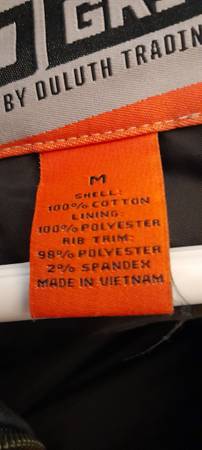 BY DULUTH TRADIN
M
SHELL:
100% COTTON
LINING:
100% POLYESTER
RIB TRIM:
98% POLYESTER
2% SPANDEX
MADE IN VIETNAM